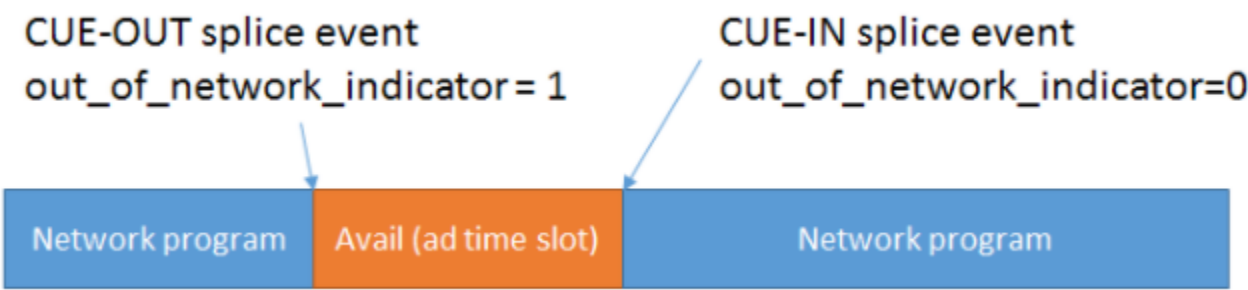 CUE-OUT splice event
out_of_network_indicator = 1
CUE-IN splice event
out_of_network_indicator=0
Network program
Avail (ad time slot)
Network program